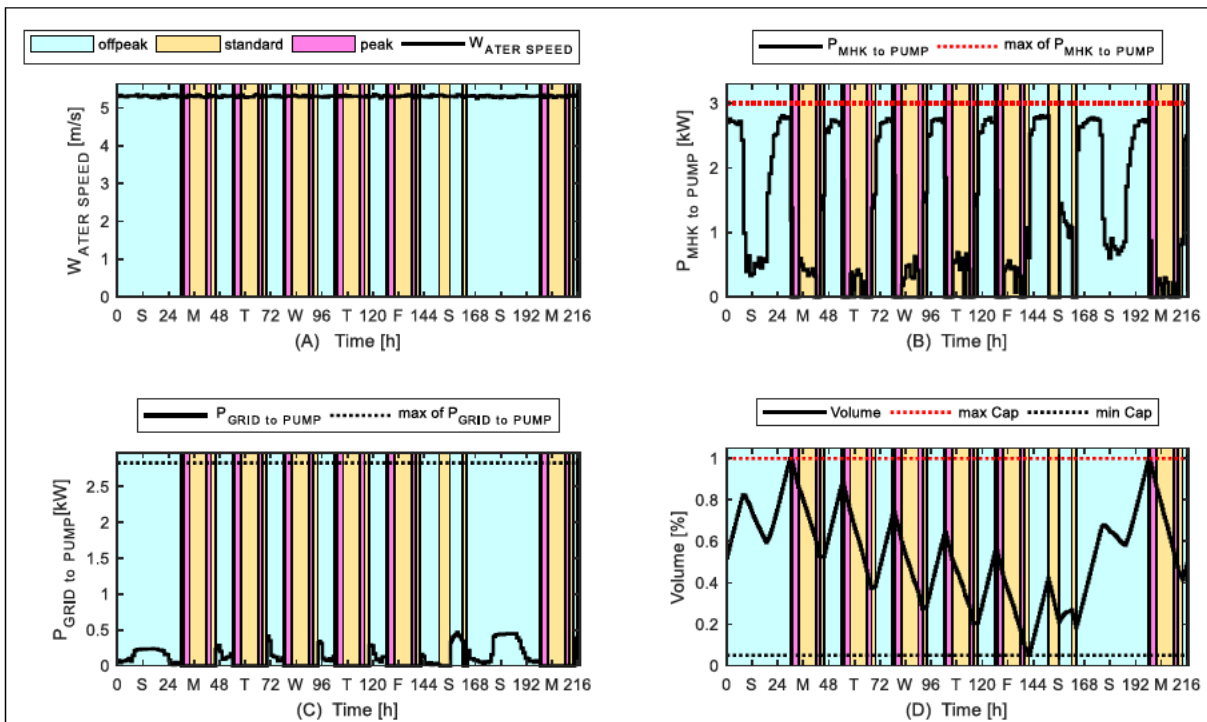 offpeak standard peak WATER SPEED
5
4
3
2
1
0
WATER SPEED [m/s]
0 S 24 M 48 T 72 W 96 T 120 F 144 S 168 S 192 M 216
(A) Time [h]
PMHK to PUMP max of PMHK to PUMP
3
2
1
0
PMHK to PUMP [kW]
0 S 24 M 48 T 72 W 96 T 120 F 144 S 168 S 192 M 216
(B) Time [h]
PGRID to PUMP max of PGRID to PUMP
2.5
2
1.5
1
0.5
0
PGRID to PUMP[kW]
0 S 24 M 48 T 72 W 96 T 120 F 144 S 168 S 192 M 216
(C) Time [h]
Volume max Cap min Cap
1
0.8
0.6
0.4
0.2
0
Volume [%]
0 S 24 M 48 T 72 W 96 T 120 F 144 S 168 S 192 M 216
(D) Time [h]